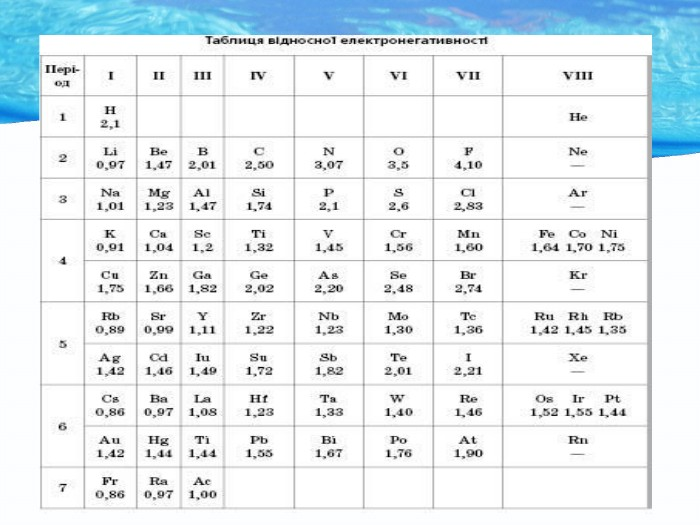 Таблиця відносної електронегативності
Пері-
од
I II III IV V VI VII VIII
1
H He
2,1
2
Li Be B C N O F Ne
0,97 1,47 2,01 2,50 3,07 3,5 4,10 —
3
Na Mg Al Si P S Cl Ar
1,01 1,23 1,47 1,74 2,1 2,6 2,83 —
4
K Ca Sc Ti V Cr Mn Fe Co Ni
0,91 1,04 1,2 1,32 1,45 1,56 1,60 1,64 1,70 1,75
Cu Zn Ga Ge As Se Br Kr
1,75 1,66 1,82 2,02 2,20 2,48 2,74 —
5
Rb Sr Y Zr Nb Mo Tc Ru Rh Rb
0,89 0,99 1,11 1,22 1,23 1,30 1,36 1,42 1,45 1,35
Ag Cd Iu Su Sb Te I Xe
1,42 1,46 1,49 1,72 1,82 2,01 2,21 —
6
Cs Ba La Hf Ta W Re Os Ir Pt
0,86 0,97 1,08 1,23 1,33 1,40 1,46 1,52 1,55 1,44
Au Hg Ti Pb Bi Po At Rn
1,42 1,44 1,44 1,55 1,67 1,76 1,90 —
7
Fr Ra Ac
0,86 0,97 1,00